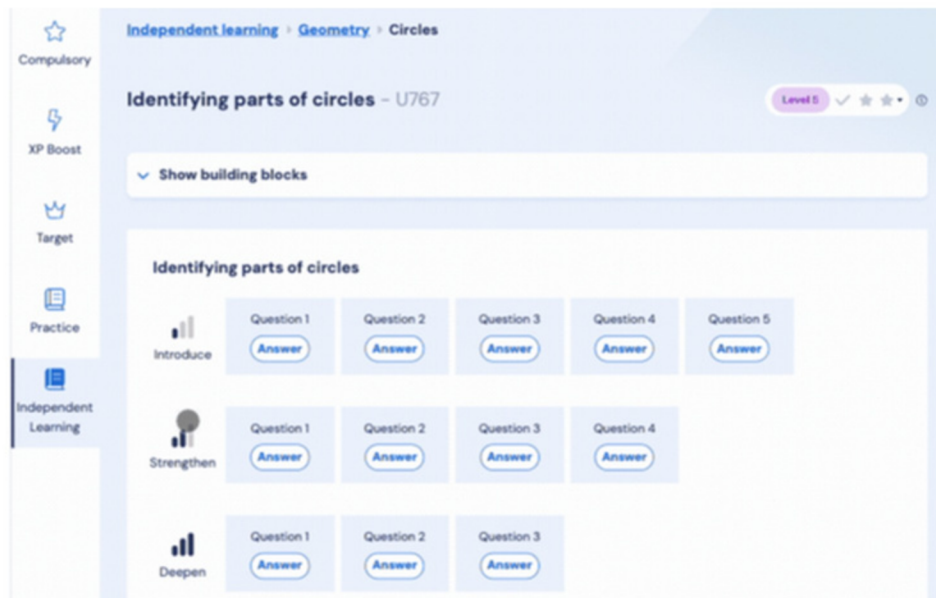 Compulsory
XP Boost
Target
Practice
Independent
Learning
Independent learning Geometry Circles
Identifying parts of circles - U767
Level 5
Show building blocks
Identifying parts of circles
Introduce
Question 1 Question 2 Question 3 Question 4 Question 5
Answer Answer Answer Answer Answer
Strengthen
Question 1 Question 2 Question 3 Question 4
Answer Answer Answer Answer
Deepen
Question 1 Question 2 Question 3
Answer Answer Answer